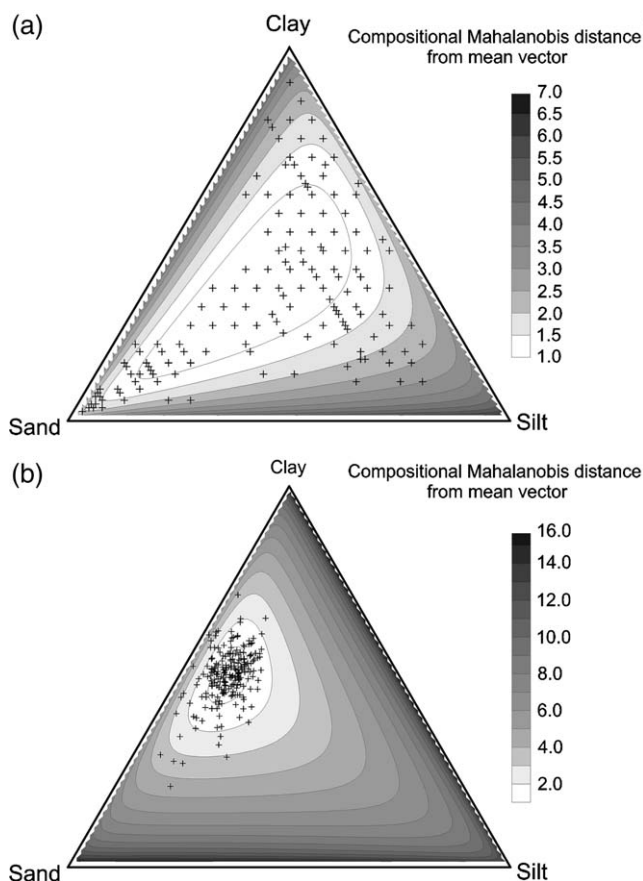 (a)
Clay
Compositional Mahalanobis distance
from mean vector
7.0
6.5
6.0
5.5
5.0
4.5
4.0
3.5
3.0
2.5
2.0
1.5
1.0
Sand
Silt
(b)
Clay
Compositional Mahalanobis distance
from mean vector
16.0
14.0
12.0
10.0
8.0
6.0
4.0
2.0
Sand
Silt